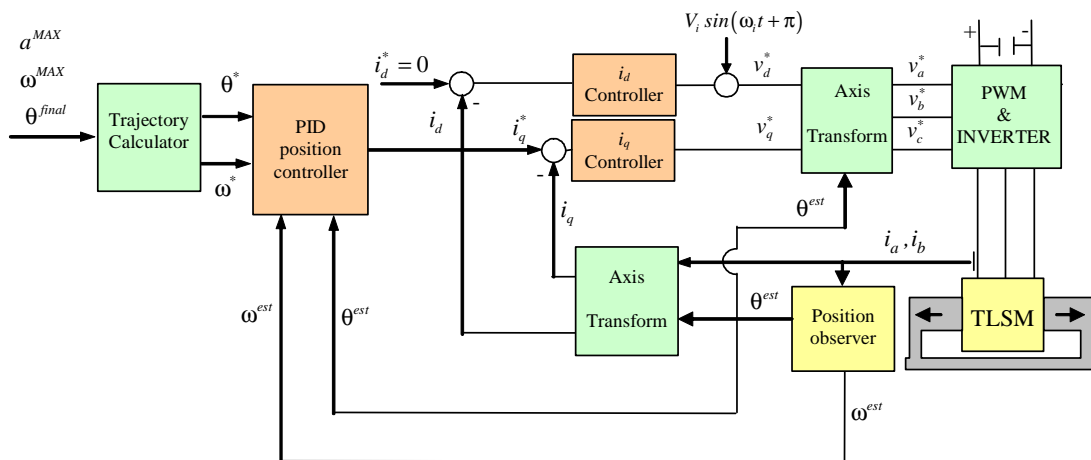 a^{MAX}
ω^{MAX}
θ^{final}
Trajectory
Calculator
θ^*
ω^*
PID
position
controller
i_d^* = 0
-
i_d
i_q^*
-
i_q
i_d
Controller
i_q
Controller
V_i sin(ω_i t + π)
v_d^*
v_q^*
Axis
Transform
θ^{est}
v_a^*
v_b^*
v_c^*
+
-
PWM
&
INVERTER
i_a , i_b
Axis
Transform
θ^{est}
Position
observer
TLSM
ω^{est}
θ^{est}
ω^{est}